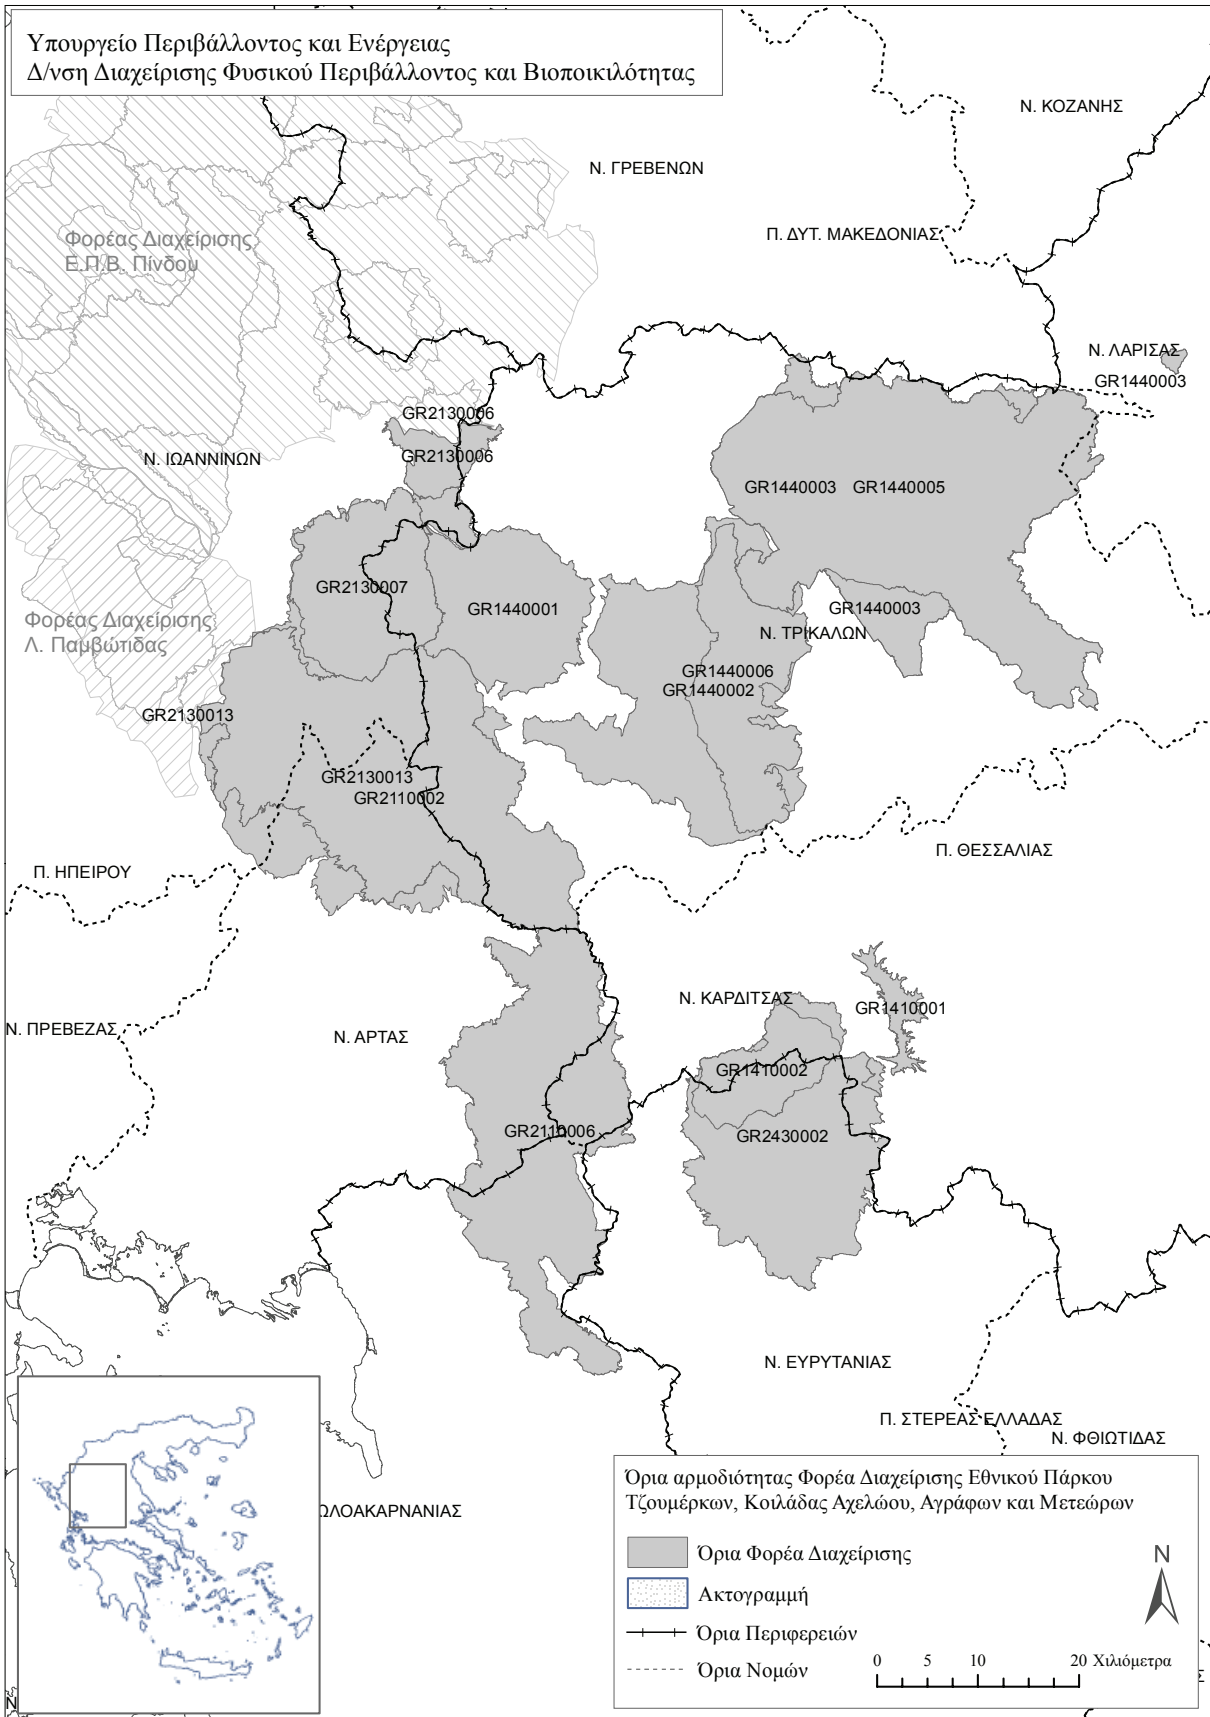 Υπουργείο Περιβάλλοντος και Ενέργειας
Δ/νση Διαχείρισης Φυσικού Περιβάλλοντος και Βιοποικιλότητας
Ν. ΚΟΖΑΝΗΣ
Ν. ΓΡΕΒΕΝΩΝ
Φορέας Διαχείρισης
Ε.Π.Β. Πίνδου
Π. ΔΥΤ. ΜΑΚΕΔΟΝΙΑΣ
Ν. ΛΑΡΙΣΑΣ
GR1440003
GR2130006
GR2130006
Ν. ΙΩΑΝΝΙΝΩΝ
GR1440003
GR1440005
GR2130007
GR1440001
GR1440003
Φορέας Διαχείρισης
Λ. Παμβώτιδας
Ν. ΤΡΙΚΑΛΩΝ
GR1440006
GR1440002
GR2130013
GR2130013
GR2110002
Π. ΘΕΣΣΑΛΙΑΣ
Π. ΗΠΕΙΡΟΥ
Ν. ΚΑΡΔΙΤΣΑΣ
GR1410001
Ν. ΠΡΕΒΕΖΑΣ
Ν. ΑΡΤΑΣ
GR1410002
GR2110006
GR2430002
Ν. ΕΥΡΥΤΑΝΙΑΣ
Π. ΣΤΕΡΕΑΣ ΕΛΛΑΔΑΣ
Ν. ΦΘΙΩΤΙΔΑΣ
ΩΛΟΑΚΑΡΝΑΝΙΑΣ
Όρια αρμοδιότητας Φορέα Διαχείρισης Εθνικού Πάρκου
Τζουμέρκων, Κοιλάδας Αχελώου, Αγράφων και Μετεώρων
Όρια Φορέα Διαχείρισης
Ακτογραμμή
Όρια Περιφερειών
Όρια Νομών
N
0 5 10 20 Χιλιόμετρα
Ν